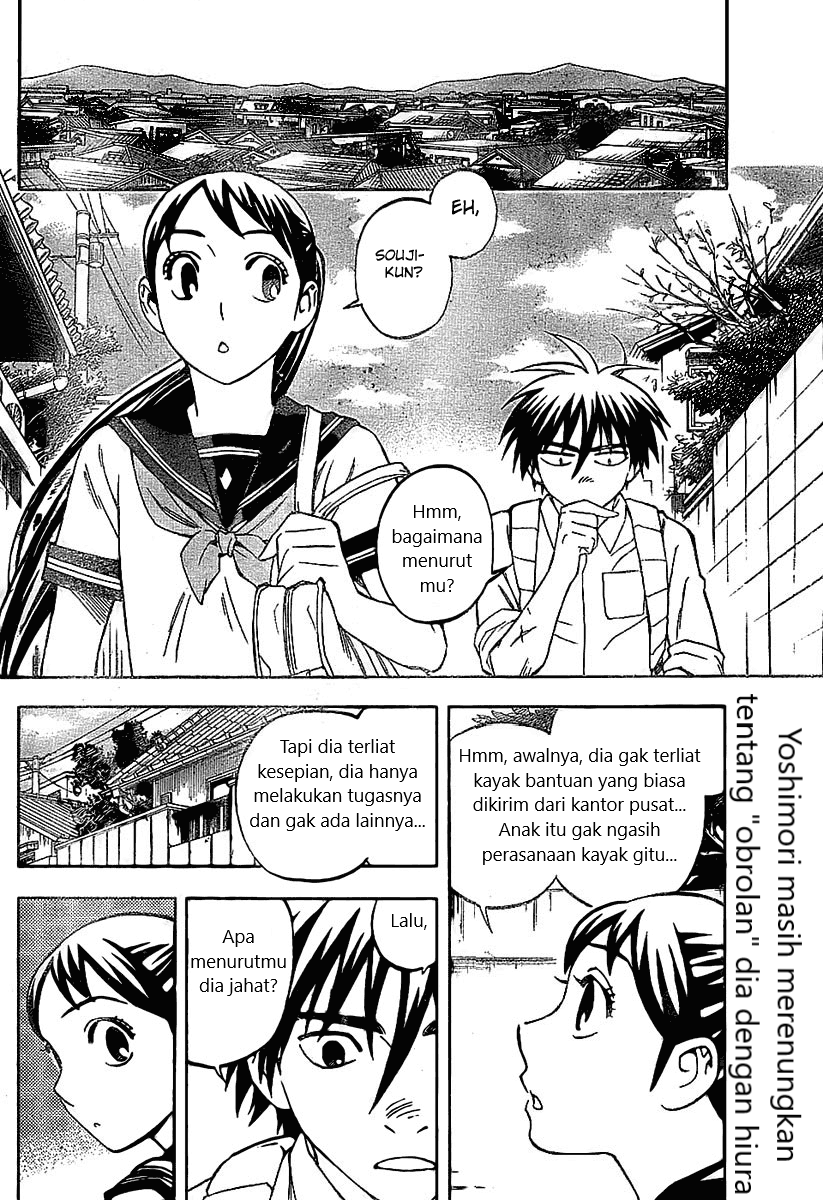 EH,
SOUJI-
KUN?
Hmm,
bagaimana
menurut
mu?
Yoshimori masih merenungkan
tentang "obrolan" dia dengan hiura
Hmm, awalnya, dia gak terliat
kayak bantuan yang biasa
dikirim dari kantor pusat...
Anak itu gak ngasih
perasanaan kayak gitu...
Tapi dia terliat
kesepian, dia hanya
melakukan tugasnya
dan gak ada lainnya...
Lalu,
Apa
menurutmu
dia jahat?